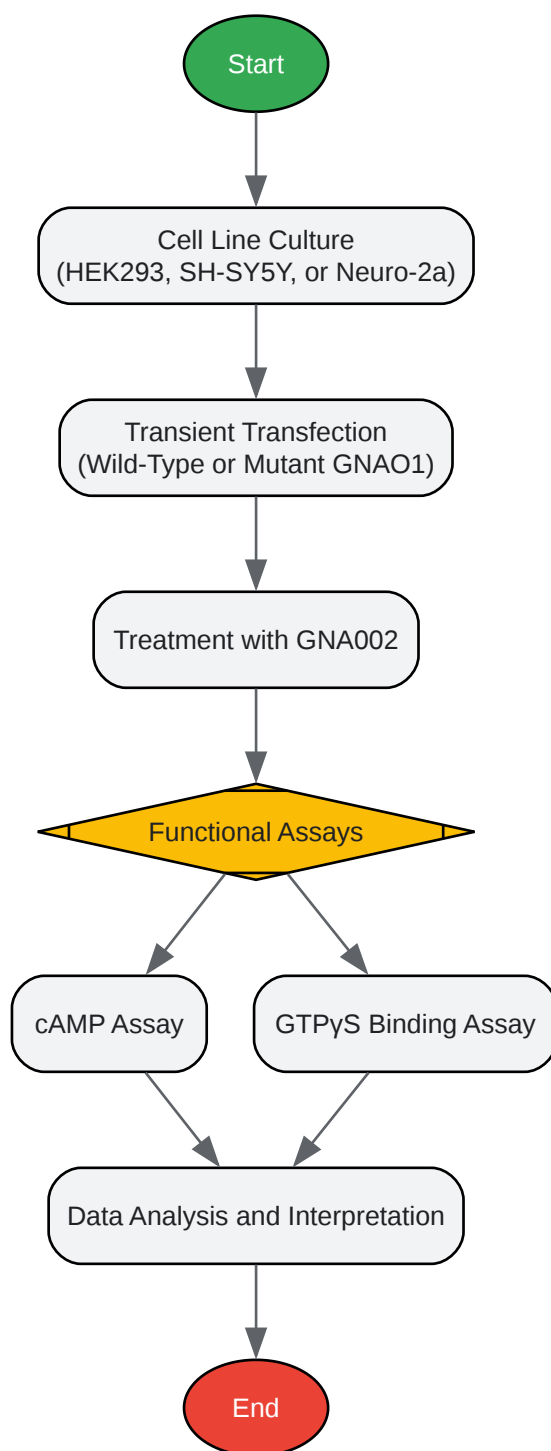 Start
Cell Line Culture
(HEK293, SH-SY5Y, or Neuro-2a)
Transient Transfection
(Wild-Type or Mutant GNAO1)
Treatment with GNA002
Functional Assays
cAMP Assay
GTPγS Binding Assay
Data Analysis and Interpretation
End